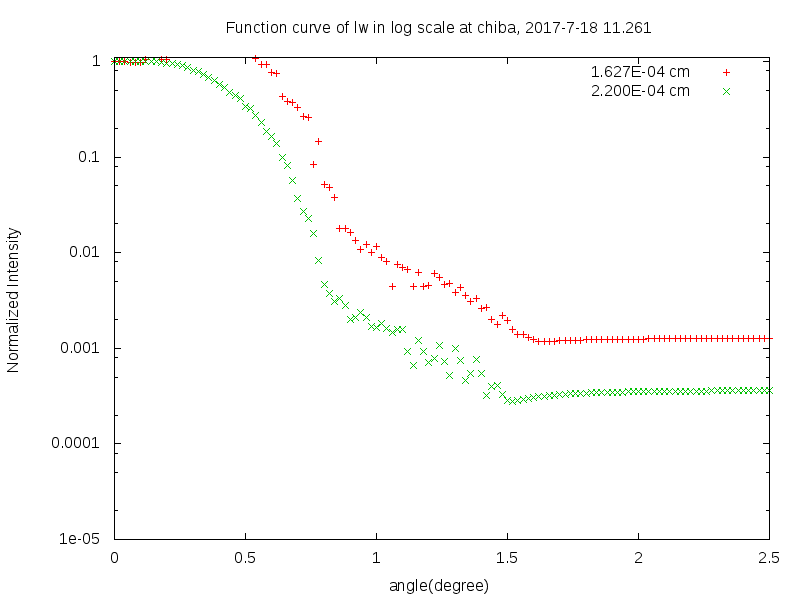 Function curve of lw in log scale at chiba, 2017-7-18 11.261
1.627E-04 cm
2.200E-04 cm
Normalized Intensity
1
0.1
0.01
0.001
0.0001
1e-05
0 0.5 1 1.5 2 2.5
angle(degree)